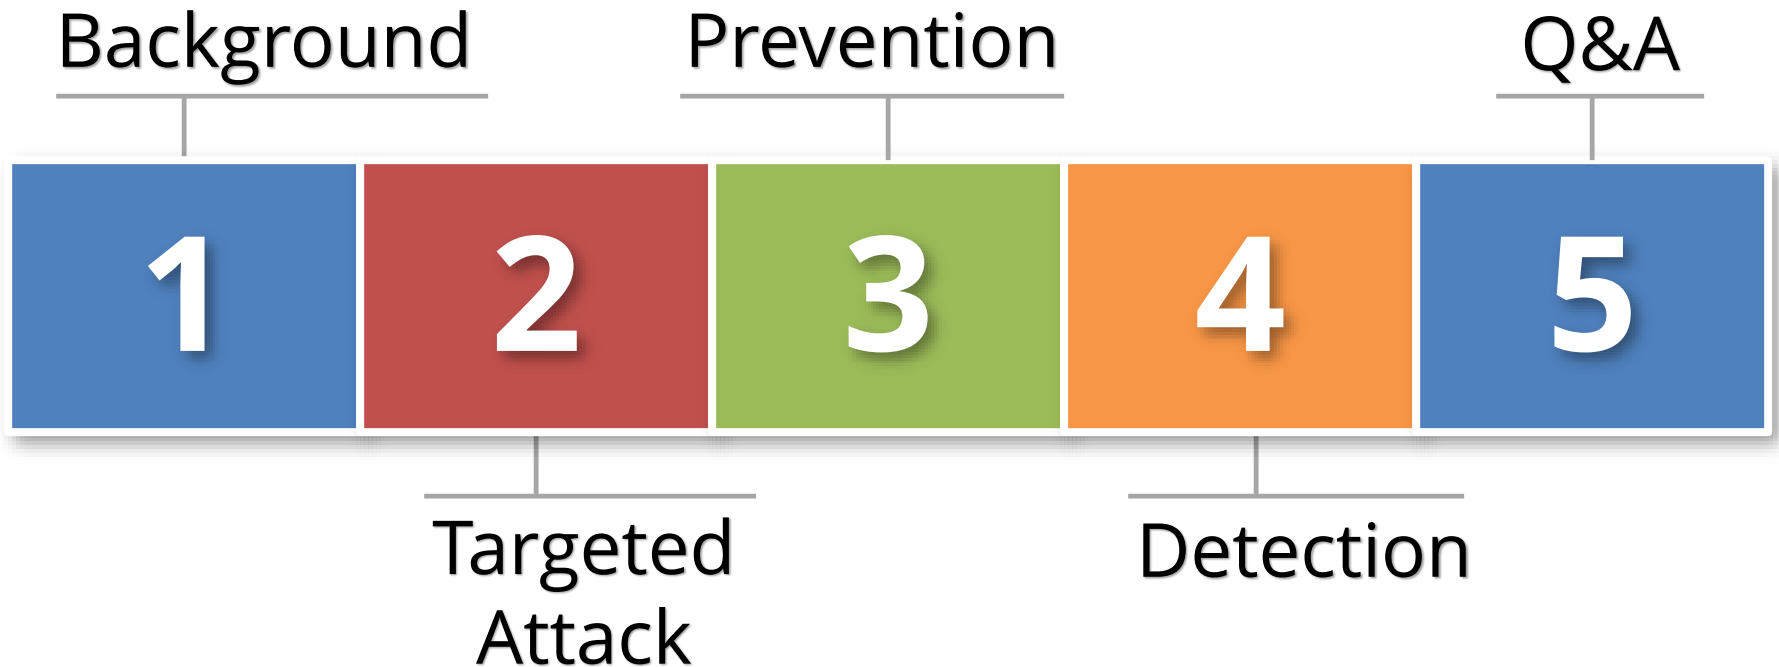 Background
Prevention
Q&A
1
2
3
4
5
Targeted
Attack
Detection